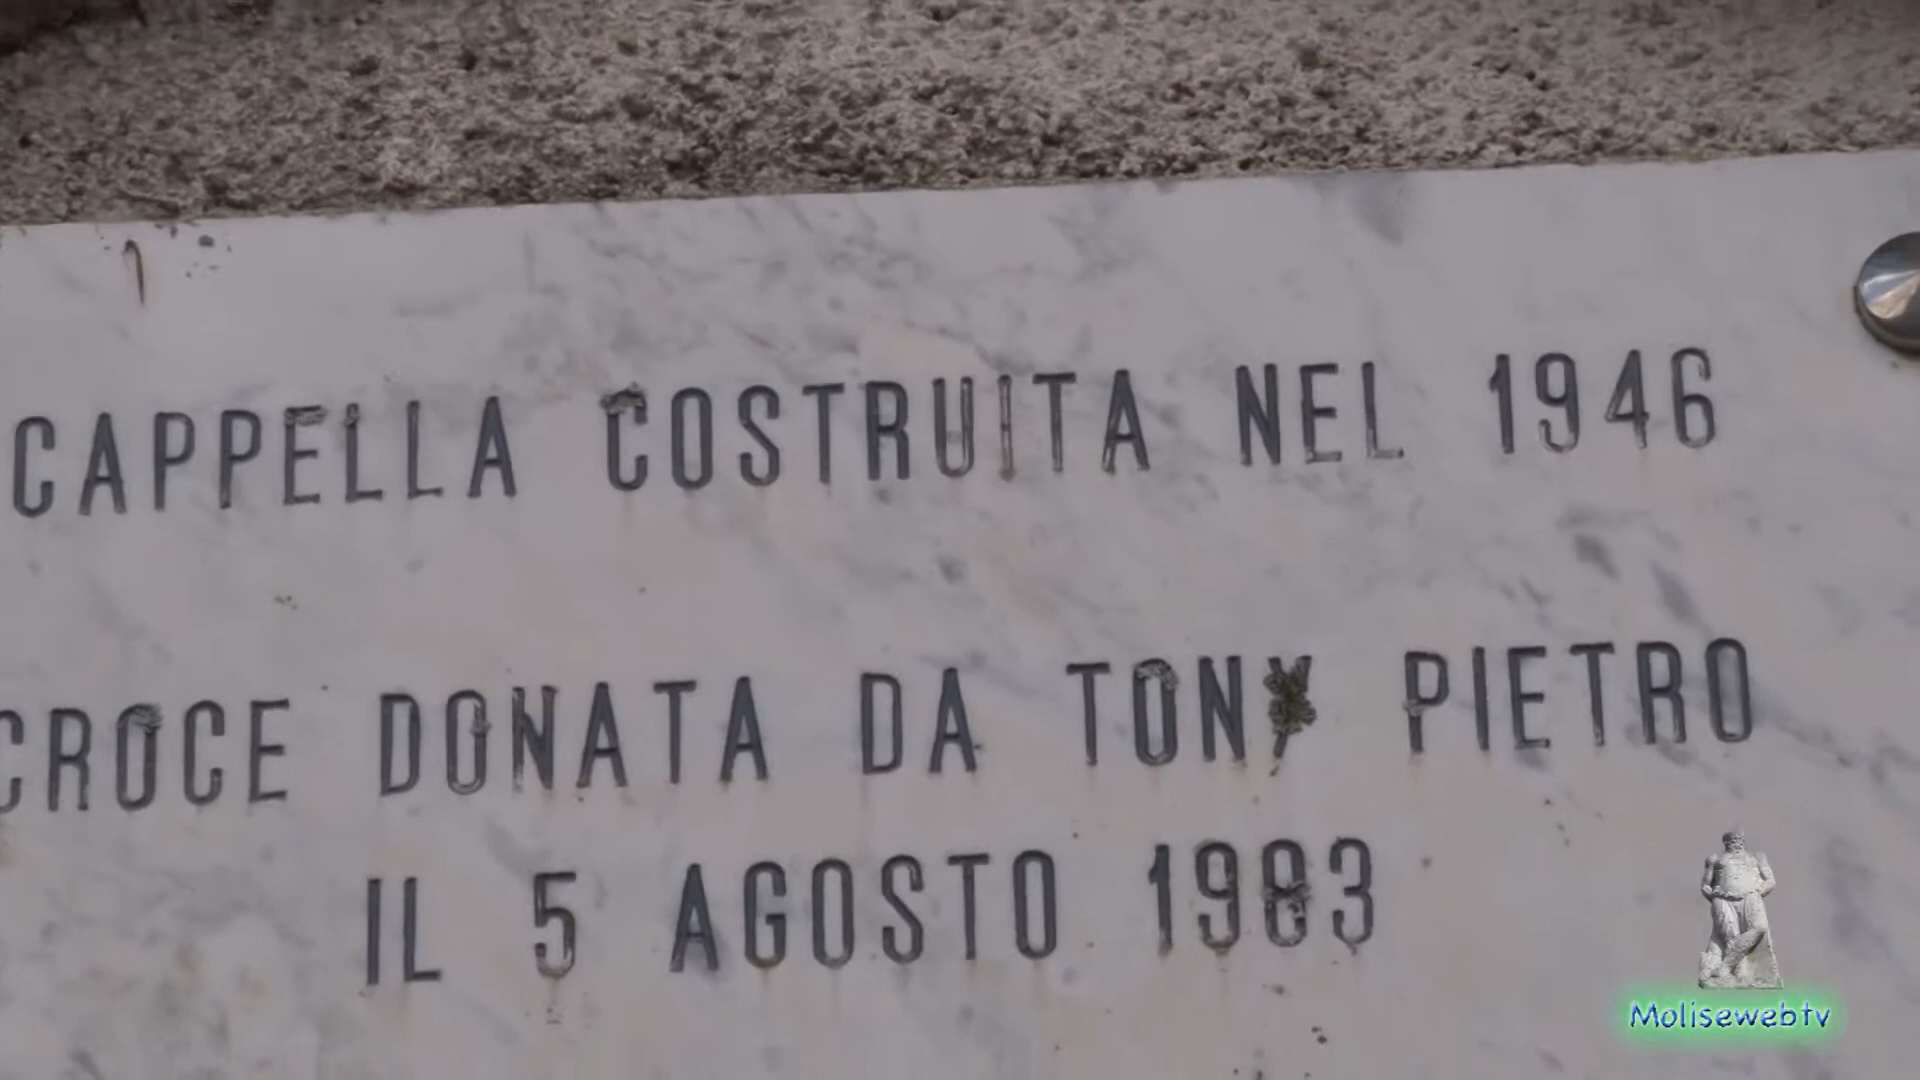 CAPPELLA COSTRUITA NEL 1946
CROCE DONATA DA TONY PIETRO
IL 5 AGOSTO 1983
Molisewebtv